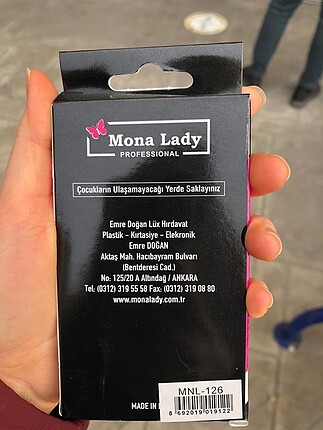 Mona Lady
PROFESSIONAL
Çocukların Ulaşamayacağı Yerde Saklayınız
Emre Doğan Lüx Hırdavat
Plastik - Kırtasiye - Elekronik
Emre DOĞAN
Aktaş Mah. Hacıbayram Bulvarı
(Bentderesi Cad.)
No: 125/20 A Altındağ / ANKARA
Tel: (0312) 319 55 58 Fax: (0312) 319 08 80
www.monalady.com.tr
MNL-126
8 692019 019122
MADE IN